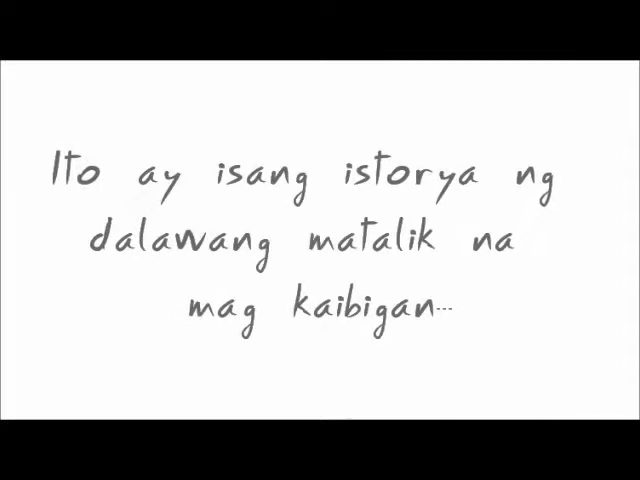 Ito ay isang istorya ng
dalawang matalik na
mag kaibigan...